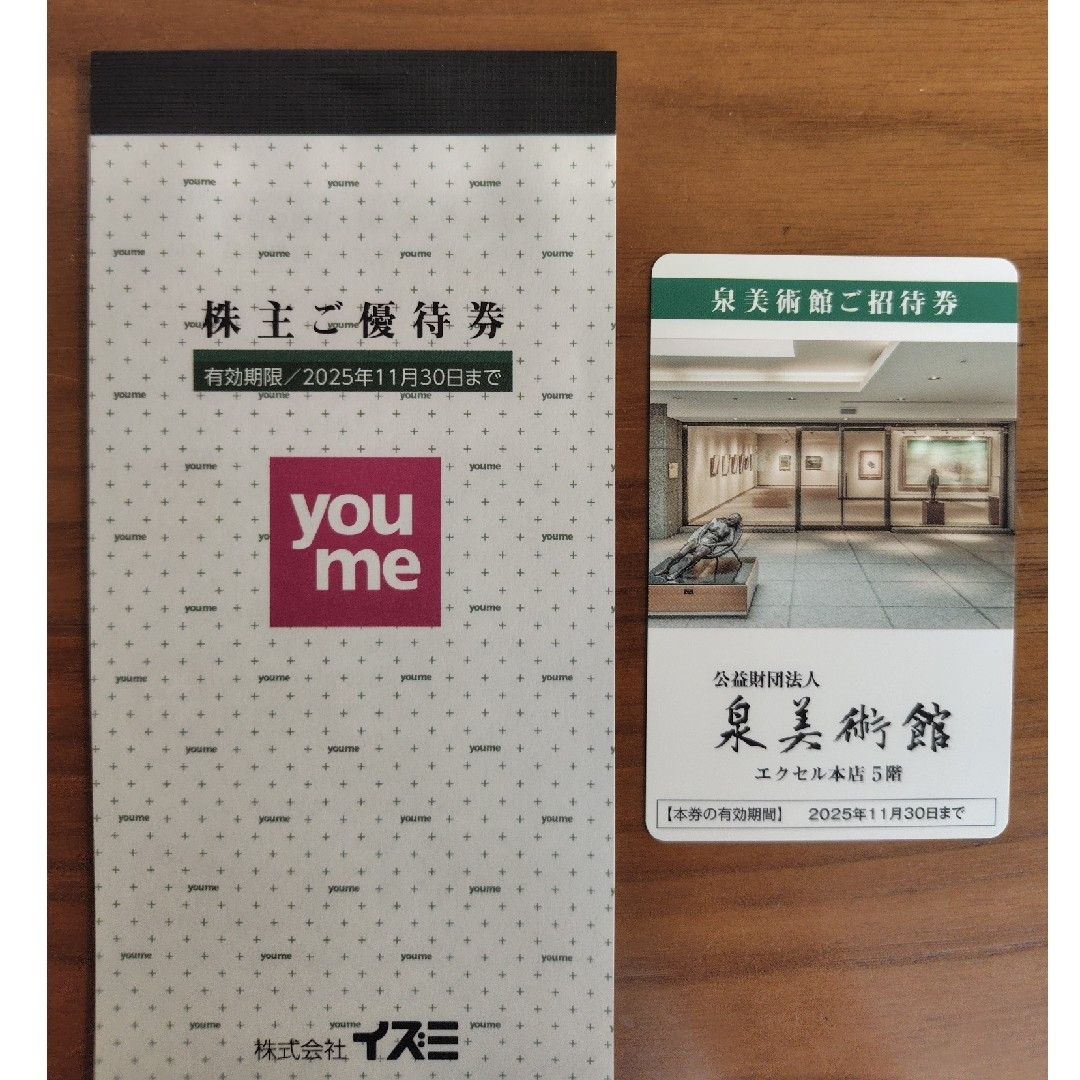 株主ご優待券
有効期限／2025年11月30日まで
you
me
株式会社イズミ
泉美術館ご招待券
公益財団法人
泉美術館
エクセル本店5階
【本券の有効期間】 2025年11月30日まで